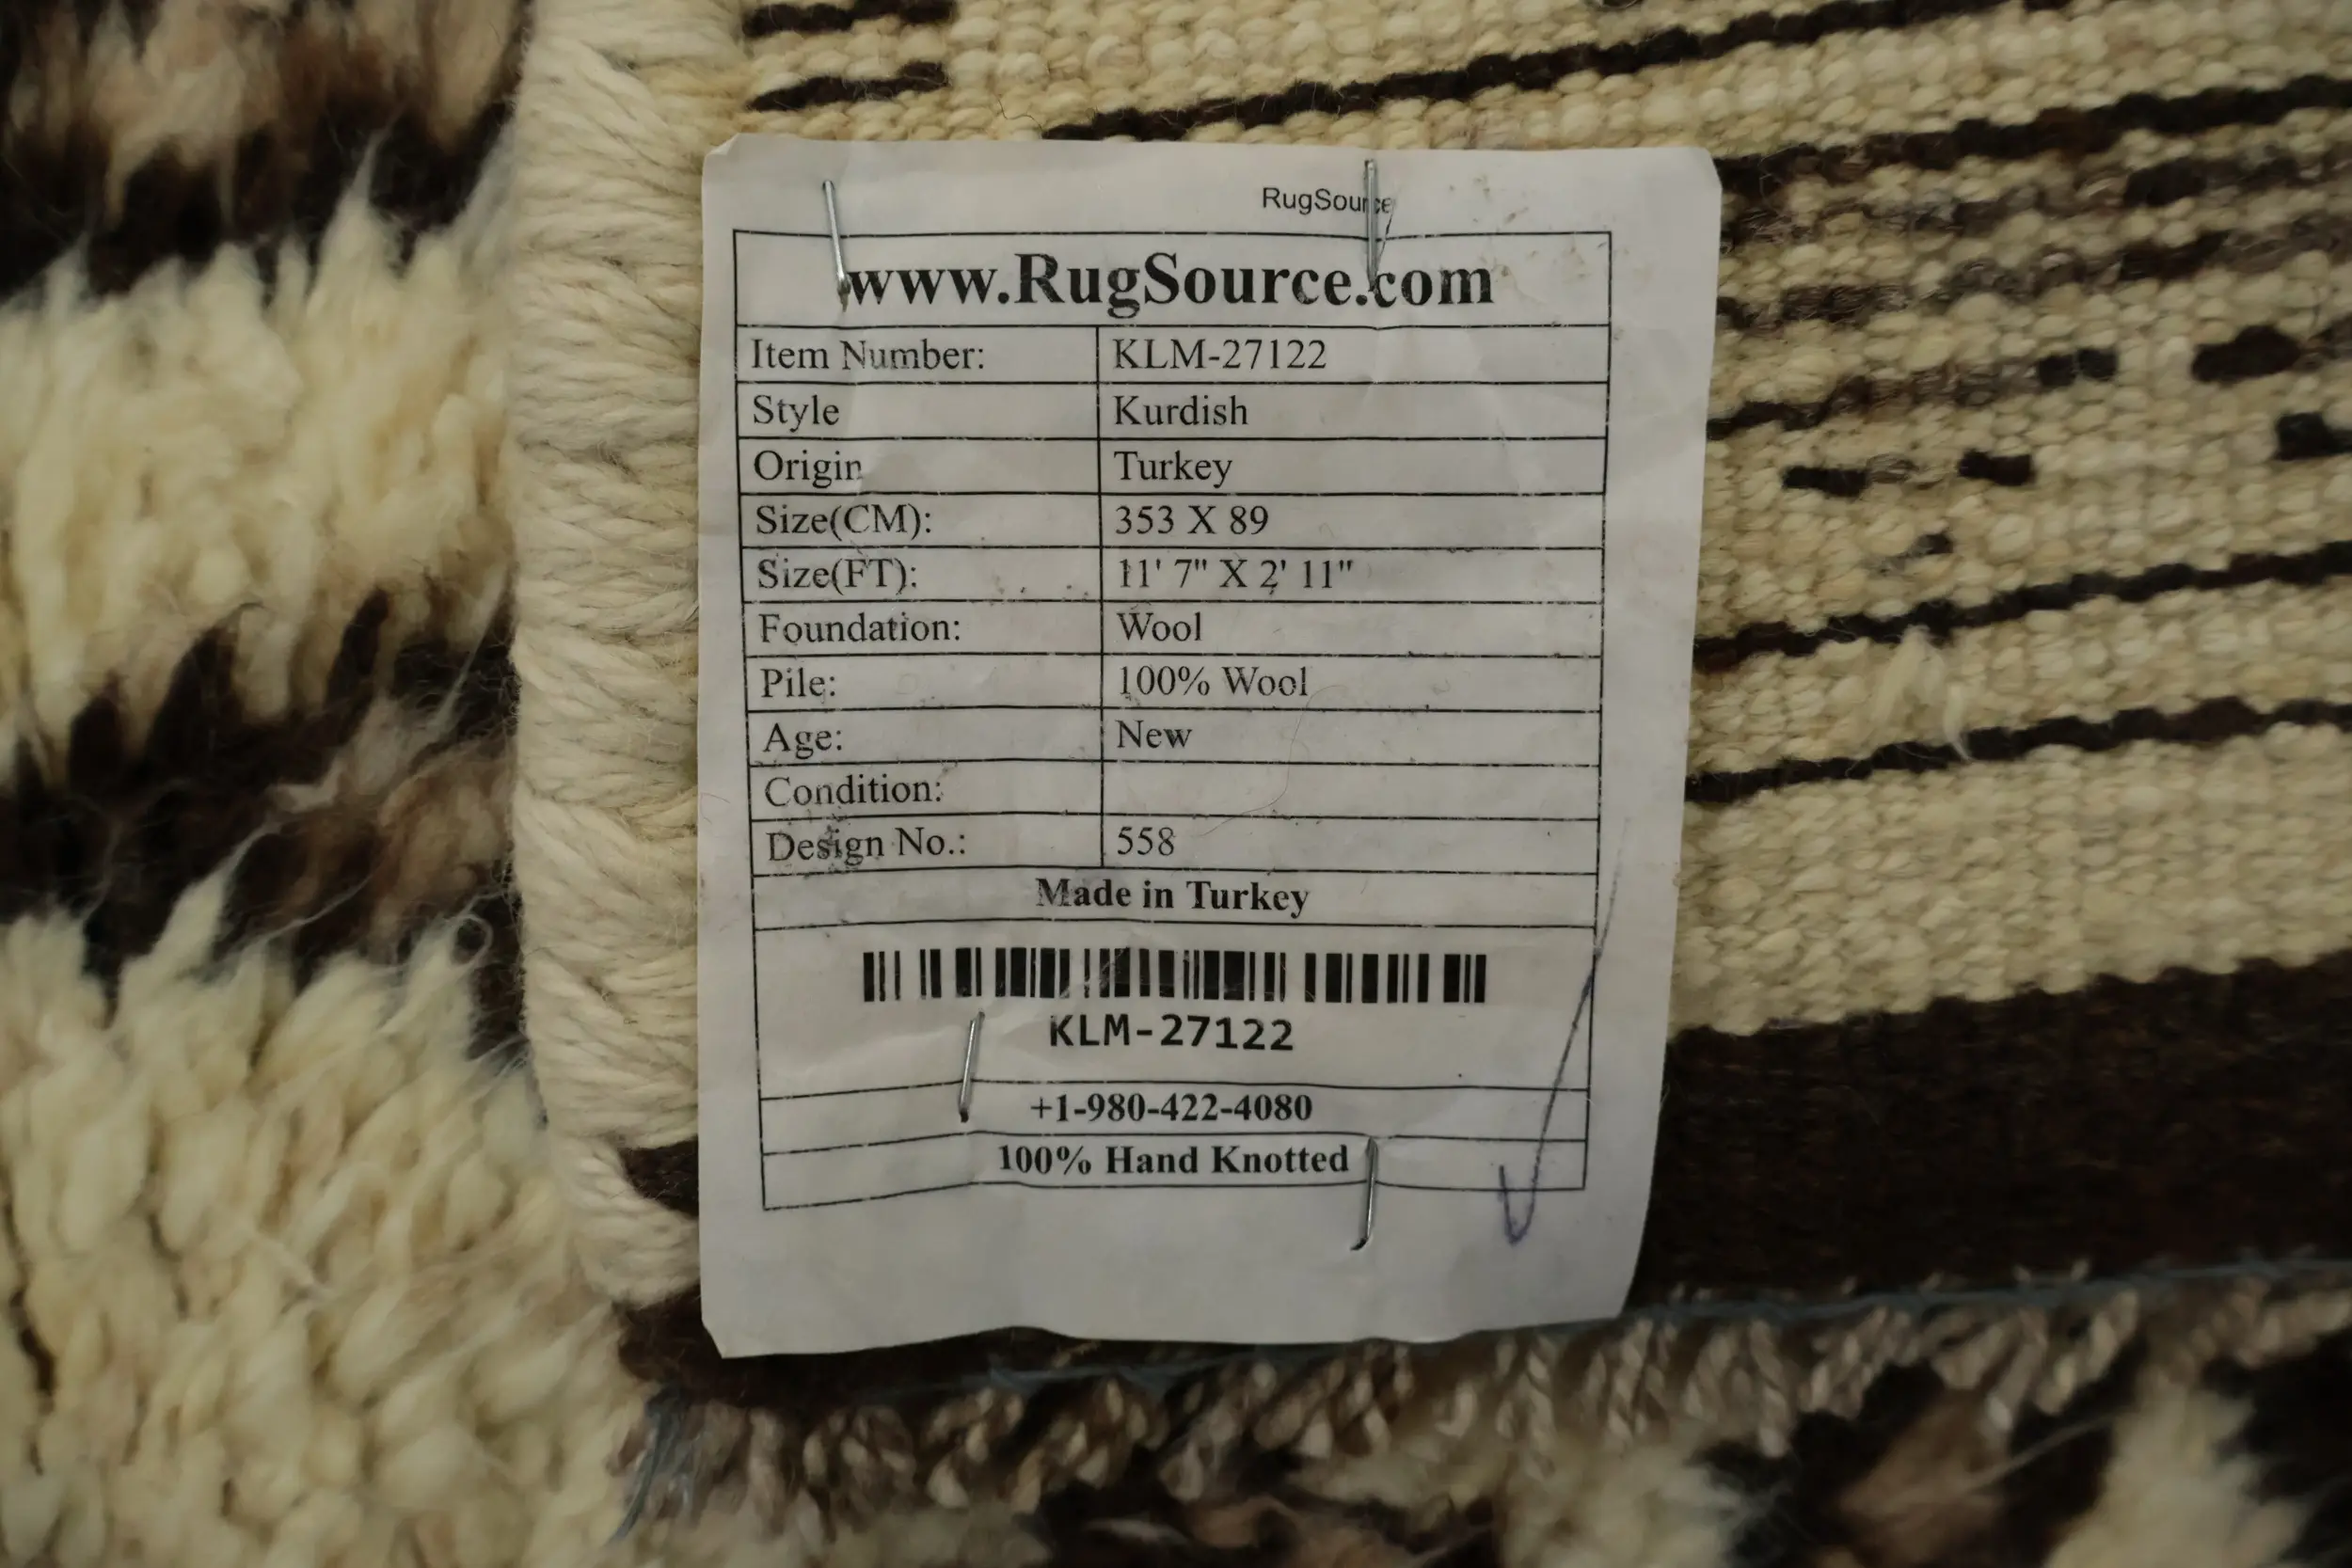 RugSource
www.RugSource.com
Item Number: KLM-27122
Style Kurdish
Origin Turkey
Size(CM): 353 X 89
Size(FT): 11' 7" X 2' 11"
Foundation: Wool
Pile: 100% Wool
Age: New
Condition:
Design No.: 558
Made in Turkey
KLM-27122
+1-980-422-4080
100% Hand Knotted